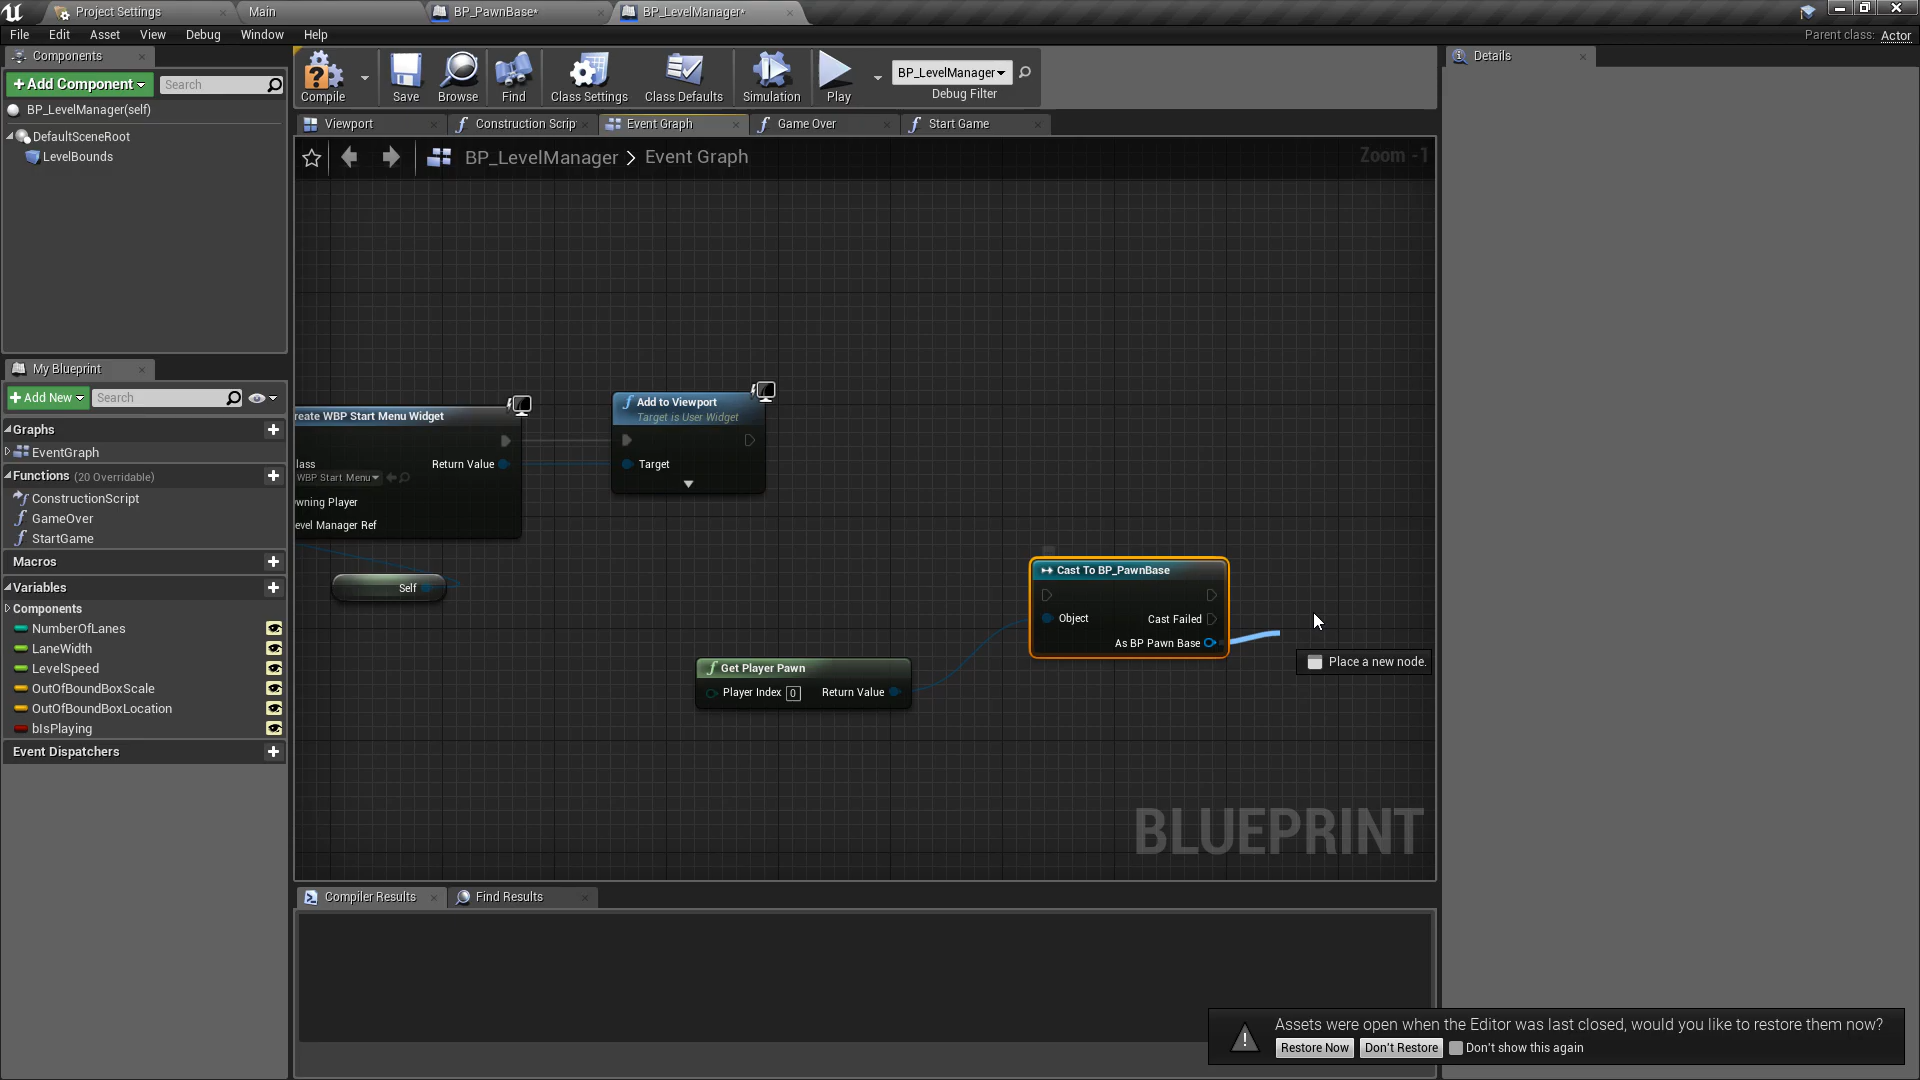 Project Settings
Main
BP_PawnBase*
BP_LevelManager*
File Edit Asset View Debug Window Help
Parent class: Actor
Components
+Add Component
Search
BP_LevelManager(self)
DefaultSceneRoot
LevelBounds
Compile
Save
Browse
Find
Class Settings
Class Defaults
Simulation
Play
BP_LevelManager
Debug Filter
Details
Viewport
Construction Scrip
Event Graph
Game Over
Start Game
BP_LevelManager > Event Graph
Zoom -1
My Blueprint
+Add New
Search
Graphs
EventGraph
Functions (20 Overridable)
ConstructionScript
GameOver
StartGame
Macros
Variables
Components
NumberOfLanes
LaneWidth
LevelSpeed
OutOfBoundBoxScale
OutOfBoundBoxLocation
bIsPlaying
Event Dispatchers
reate WBP Start Menu Widget
lass
Return Value
WBP Start Menu
wning Player
evel Manager Ref
Self
Add to Viewport
Target is User Widget
Target
Get Player Pawn
Player Index 0 Return Value
Cast To BP_PawnBase
Object
Cast Failed
As BP Pawn Base
Place a new node.
BLUEPRINT
Compiler Results
Find Results
Assets were open when the Editor was last closed, would you like to restore them now?
Restore Now
Don't Restore
Don't show this again